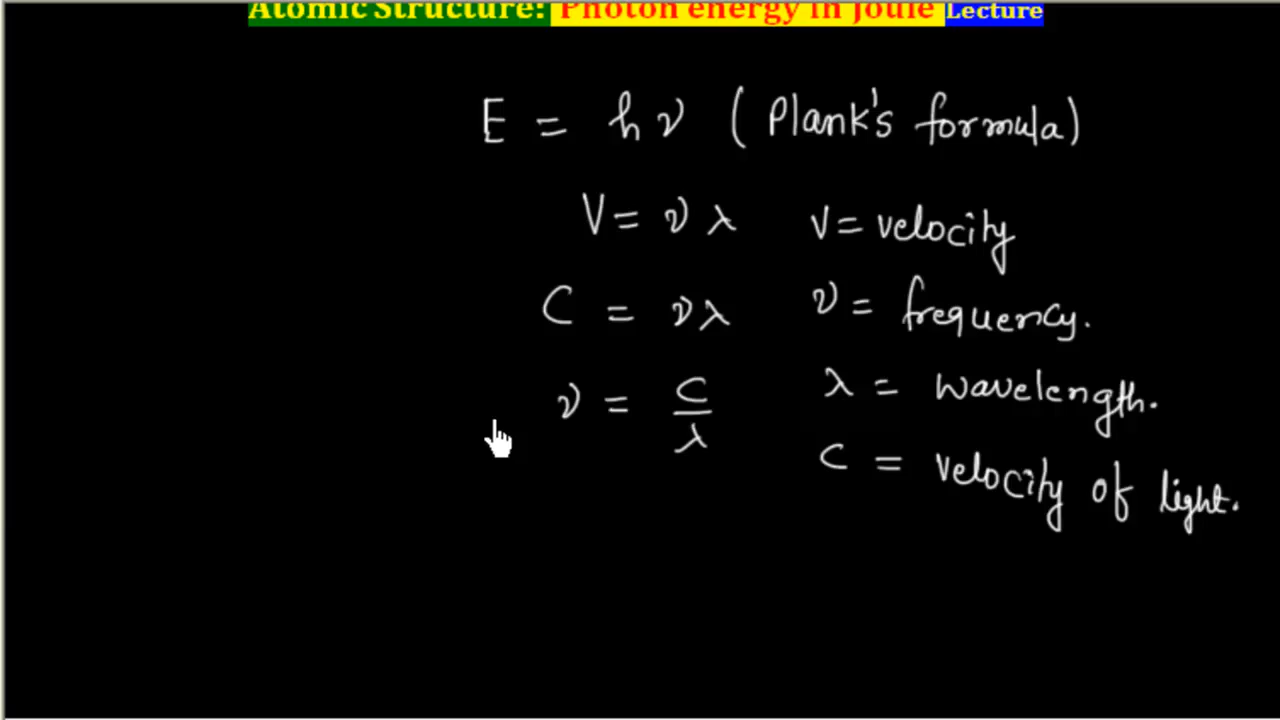 Atomic Structure: Photon energy in Joule Lecture
E = hν (Plank's formula)
V = νλ V = velocity
C = νλ ν = frequency.
ν = C/λ λ = wavelength.
C = velocity of light.